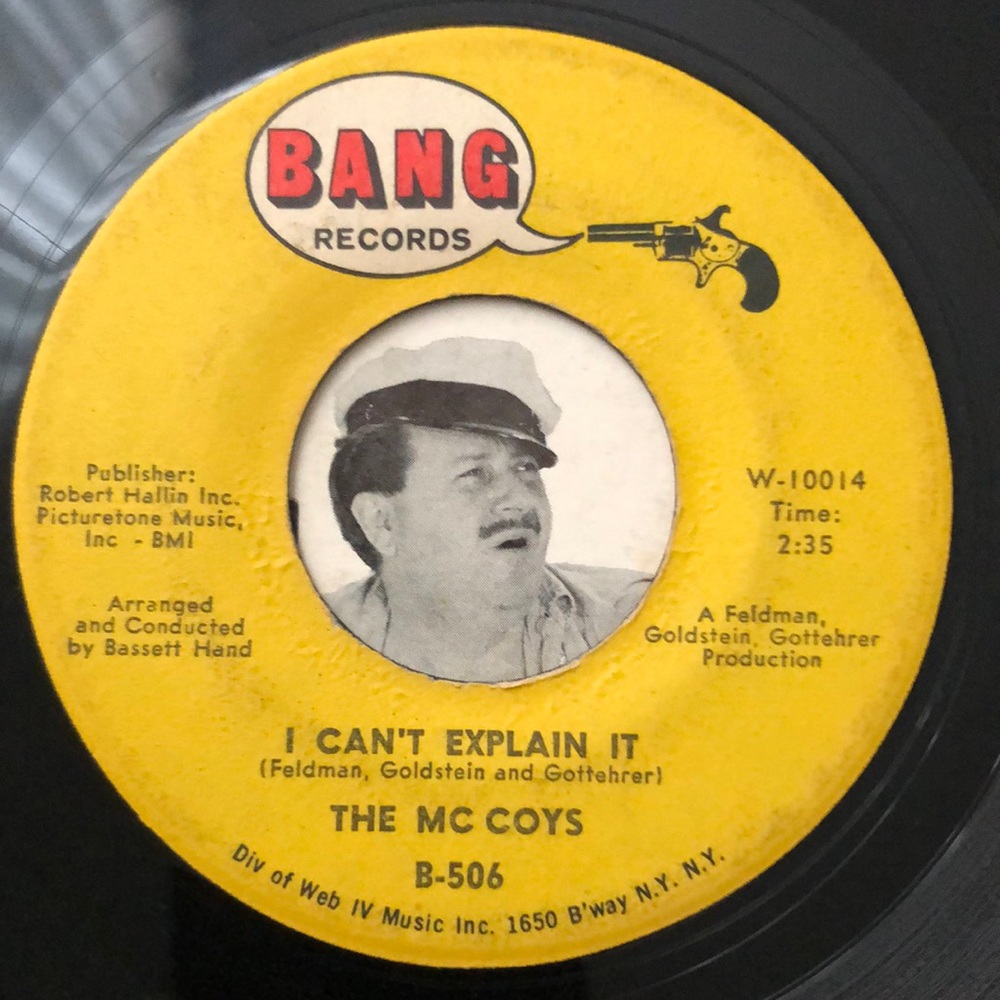 BANG
RECORDS
Publisher:
Robert Hallin Inc.
Picturetone Music,
Inc - BMI
Arranged
and Conducted
by Bassett Hand
W-10014
Time:
2:35
A Feldman,
Goldstein, Gottehrer
Production
I CAN'T EXPLAIN IT
(Feldman, Goldstein and Gottehrer)
THE MC COYS
B-506
Div of Web IV Music Inc. 1650 B'way N.Y. N.Y.